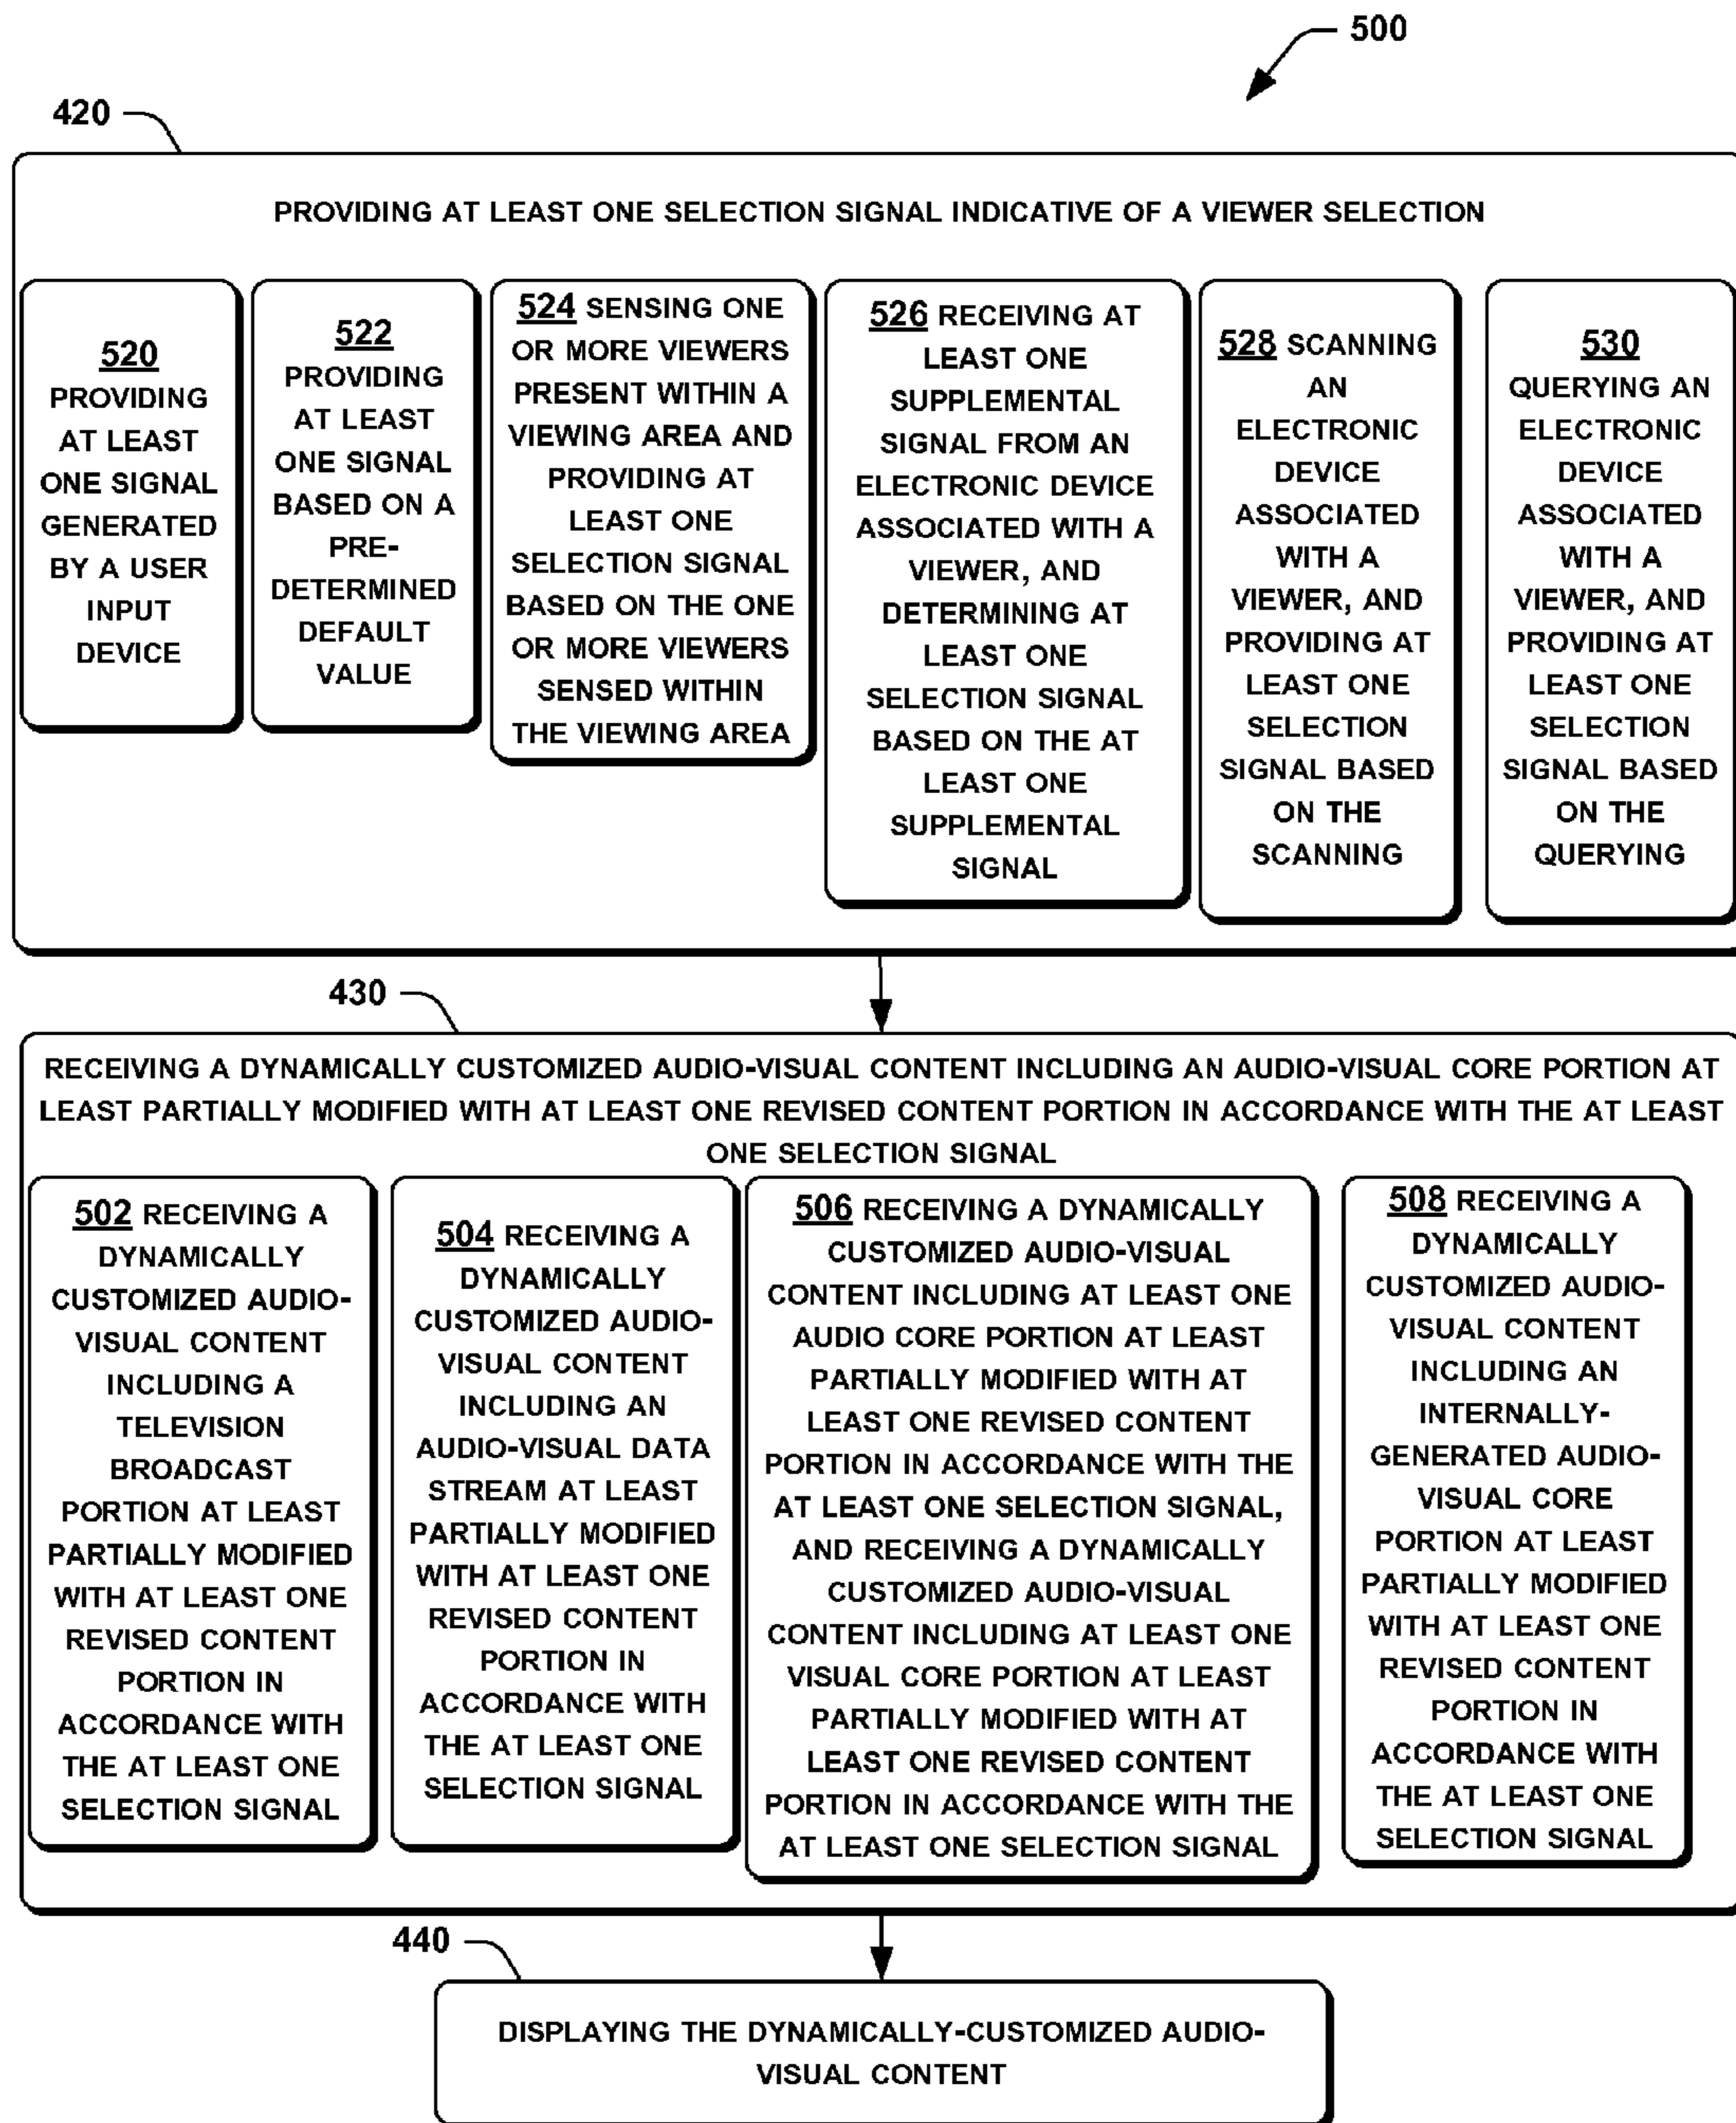 500
420
PROVIDING AT LEAST ONE SELECTION SIGNAL INDICATIVE OF A VIEWER SELECTION
520
PROVIDING
AT LEAST
ONE SIGNAL
GENERATED
BY A USER
INPUT
DEVICE
522
PROVIDING
AT LEAST
ONE SIGNAL
BASED ON A
PRE-
DETERMINED
DEFAULT
VALUE
524 SENSING ONE
OR MORE VIEWERS
PRESENT WITHIN A
VIEWING AREA AND
PROVIDING AT
LEAST ONE
SELECTION SIGNAL
BASED ON THE ONE
OR MORE VIEWERS
SENSED WITHIN
THE VIEWING AREA
526 RECEIVING AT
LEAST ONE
SUPPLEMENTAL
SIGNAL FROM AN
ELECTRONIC DEVICE
ASSOCIATED WITH A
VIEWER, AND
DETERMINING AT
LEAST ONE
SELECTION SIGNAL
BASED ON THE AT
LEAST ONE
SUPPLEMENTAL
SIGNAL
528 SCANNING
AN
ELECTRONIC
DEVICE
ASSOCIATED
WITH A
VIEWER, AND
PROVIDING AT
LEAST ONE
SELECTION
SIGNAL BASED
ON THE
SCANNING
530
QUERYING AN
ELECTRONIC
DEVICE
ASSOCIATED
WITH A
VIEWER, AND
PROVIDING AT
LEAST ONE
SELECTION
SIGNAL BASED
ON THE
QUERYING
430
RECEIVING A DYNAMICALLY CUSTOMIZED AUDIO-VISUAL CONTENT INCLUDING AN AUDIO-VISUAL CORE PORTION AT
LEAST PARTIALLY MODIFIED WITH AT LEAST ONE REVISED CONTENT PORTION IN ACCORDANCE WITH THE AT LEAST
ONE SELECTION SIGNAL
502 RECEIVING A
DYNAMICALLY
CUSTOMIZED AUDIO-
VISUAL CONTENT
INCLUDING A
TELEVISION
BROADCAST
PORTION AT LEAST
PARTIALLY MODIFIED
WITH AT LEAST ONE
REVISED CONTENT
PORTION IN
ACCORDANCE WITH
THE AT LEAST ONE
SELECTION SIGNAL
504 RECEIVING A
DYNAMICALLY
CUSTOMIZED AUDIO-
VISUAL CONTENT
INCLUDING AN
AUDIO-VISUAL DATA
STREAM AT LEAST
PARTIALLY MODIFIED
WITH AT LEAST ONE
REVISED CONTENT
PORTION IN
ACCORDANCE WITH
THE AT LEAST ONE
SELECTION SIGNAL
506 RECEIVING A DYNAMICALLY
CUSTOMIZED AUDIO-VISUAL
CONTENT INCLUDING AT LEAST ONE
AUDIO CORE PORTION AT LEAST
PARTIALLY MODIFIED WITH AT
LEAST ONE REVISED CONTENT
PORTION IN ACCORDANCE WITH THE
AT LEAST ONE SELECTION SIGNAL,
AND RECEIVING A DYNAMICALLY
CUSTOMIZED AUDIO-VISUAL
CONTENT INCLUDING AT LEAST ONE
VISUAL CORE PORTION AT LEAST
PARTIALLY MODIFIED WITH AT
LEAST ONE REVISED CONTENT
PORTION IN ACCORDANCE WITH THE
AT LEAST ONE SELECTION SIGNAL
508 RECEIVING A
DYNAMICALLY
CUSTOMIZED AUDIO-
VISUAL CONTENT
INCLUDING AN
INTERNALLY-
GENERATED AUDIO-
VISUAL CORE
PORTION AT LEAST
PARTIALLY MODIFIED
WITH AT LEAST ONE
REVISED CONTENT
PORTION IN
ACCORDANCE WITH
THE AT LEAST ONE
SELECTION SIGNAL
440
DISPLAYING THE DYNAMICALLY-CUSTOMIZED AUDIO-
VISUAL CONTENT